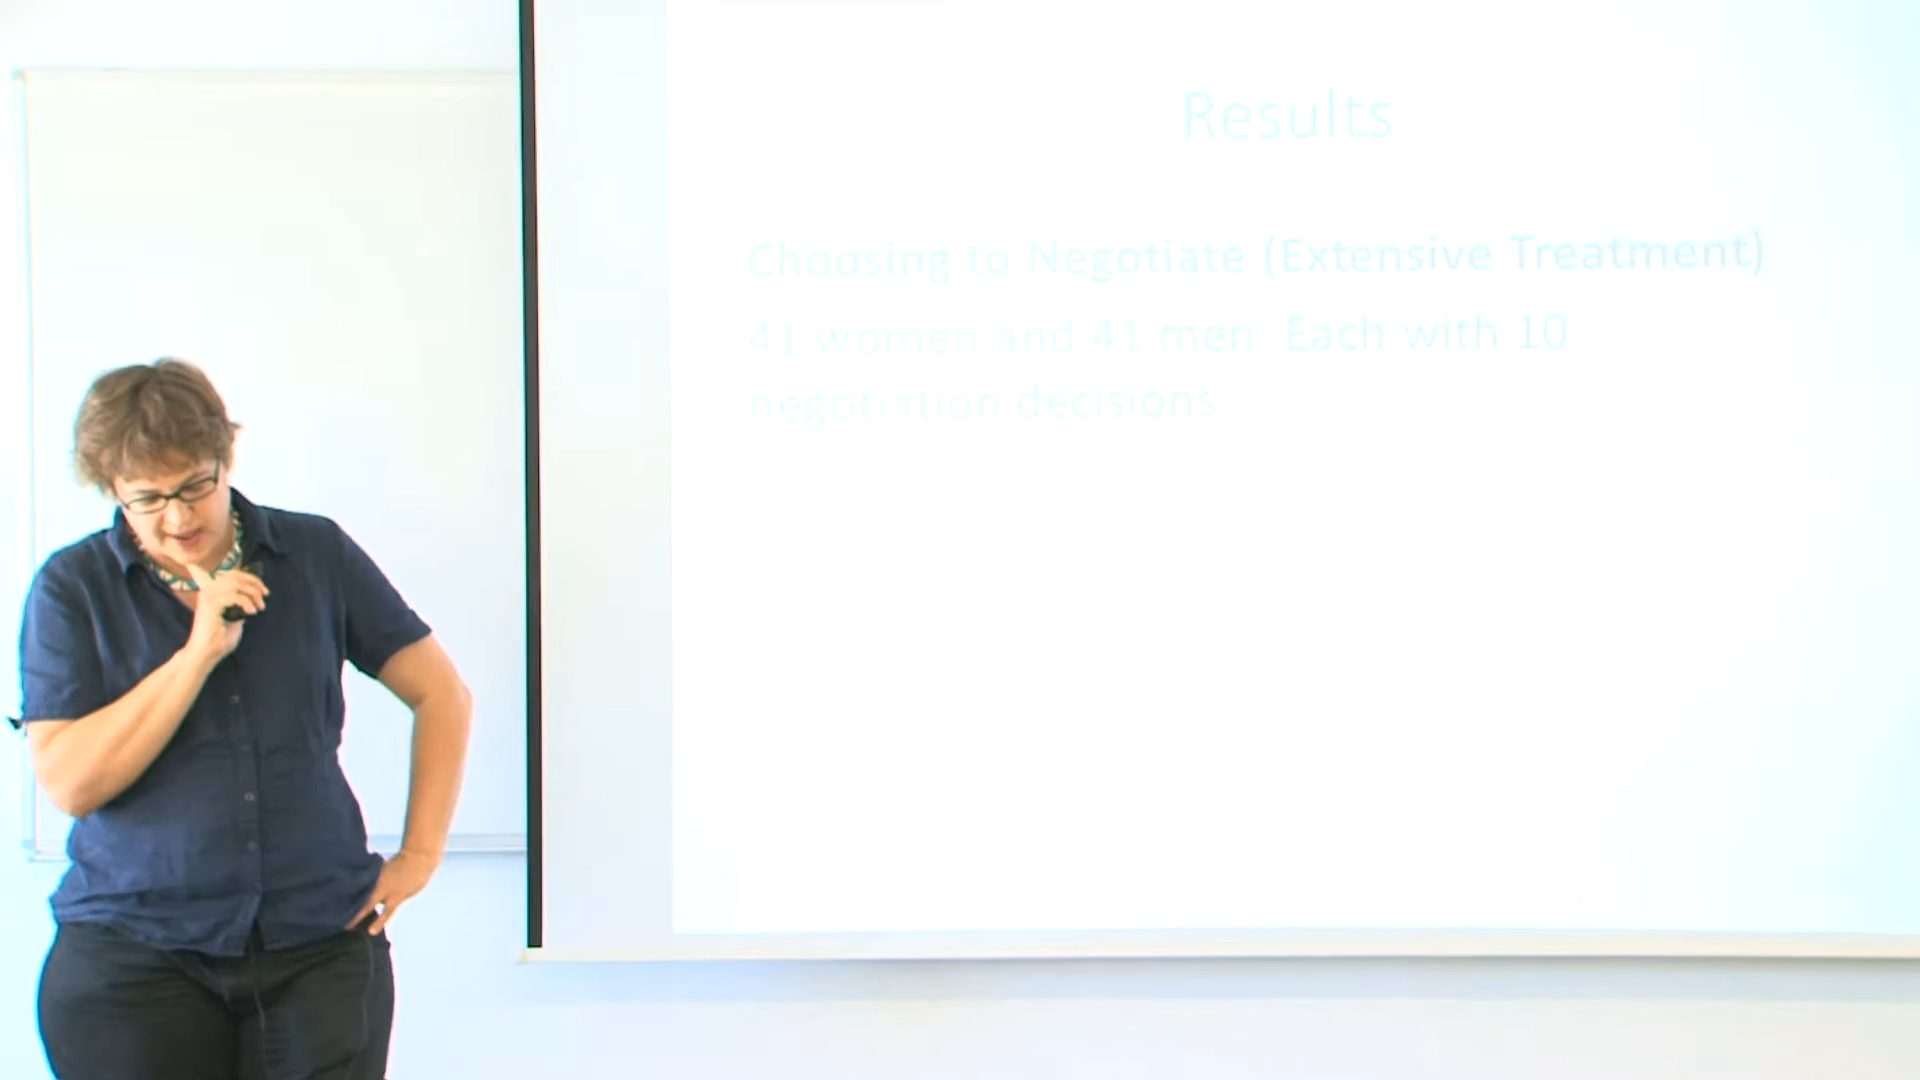 Results
Choosing to Negotiate (Extensive Treatment)
41 women and 41 men: Each with 10
negotiation decisions